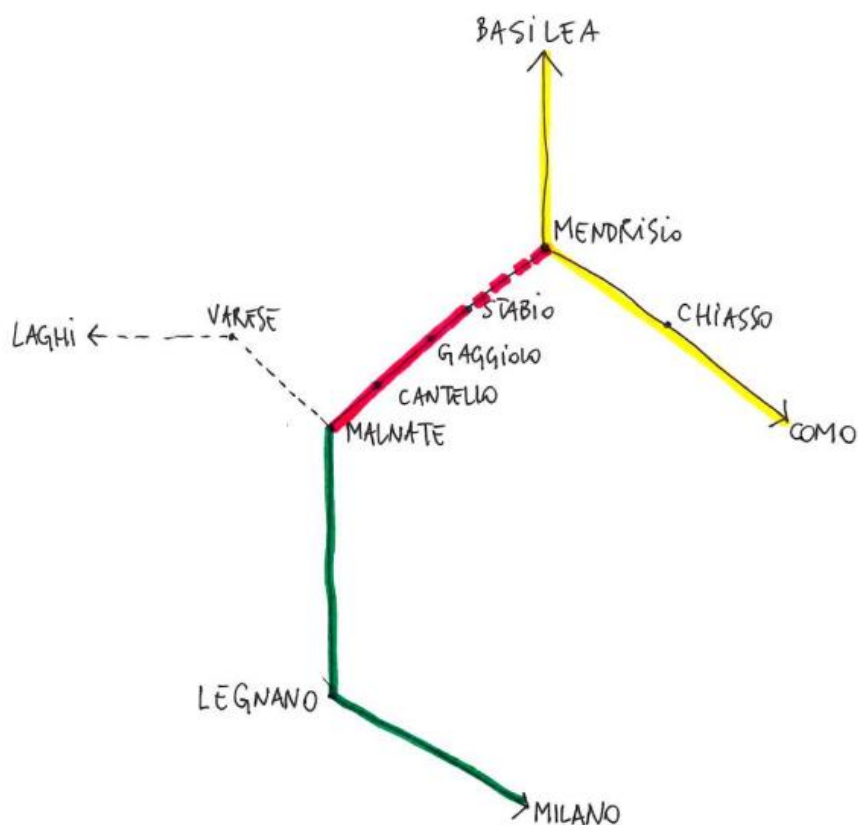 BASILEA
MENDRISIO
STABIO
CHIASSO
VARESE
LAGHI
GAGGIOLO
CANTELLO
MALNATE
COMO
LEGNANO
MILANO